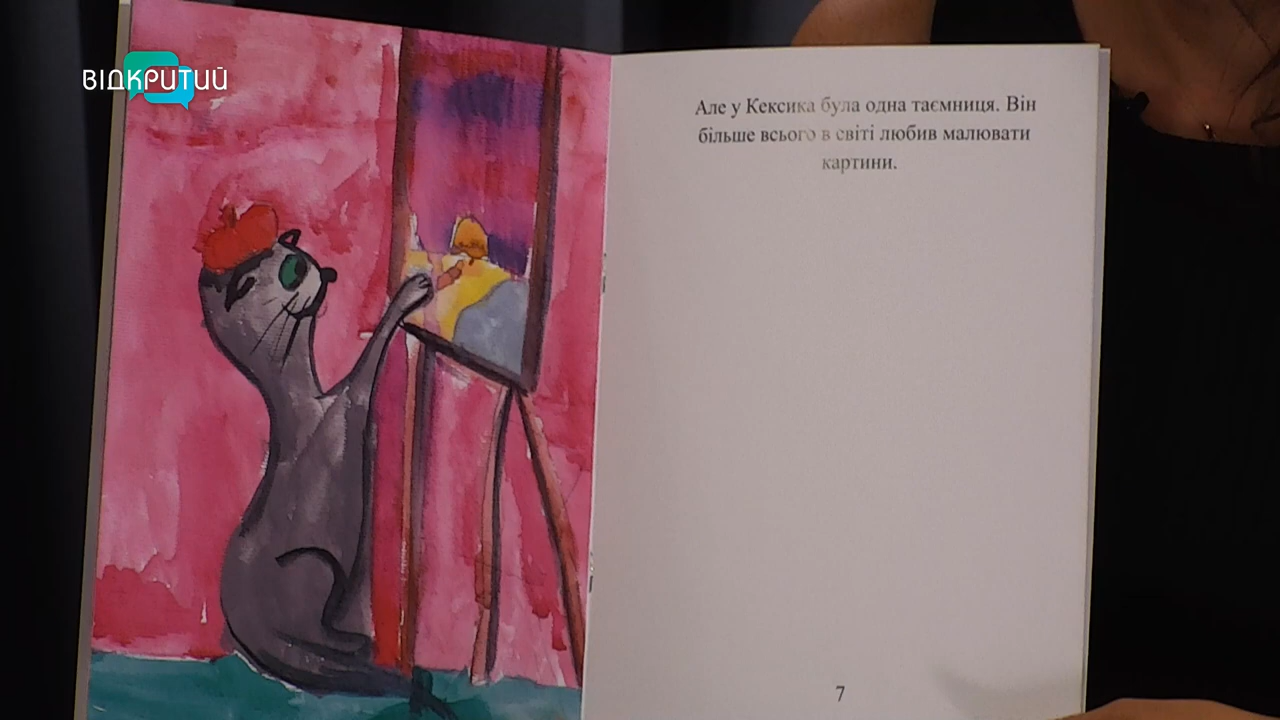 ВІДКРИТИЙ
Але у Кексика була одна таємниця. Він
більше всього в світі любив малювати
картини.
7